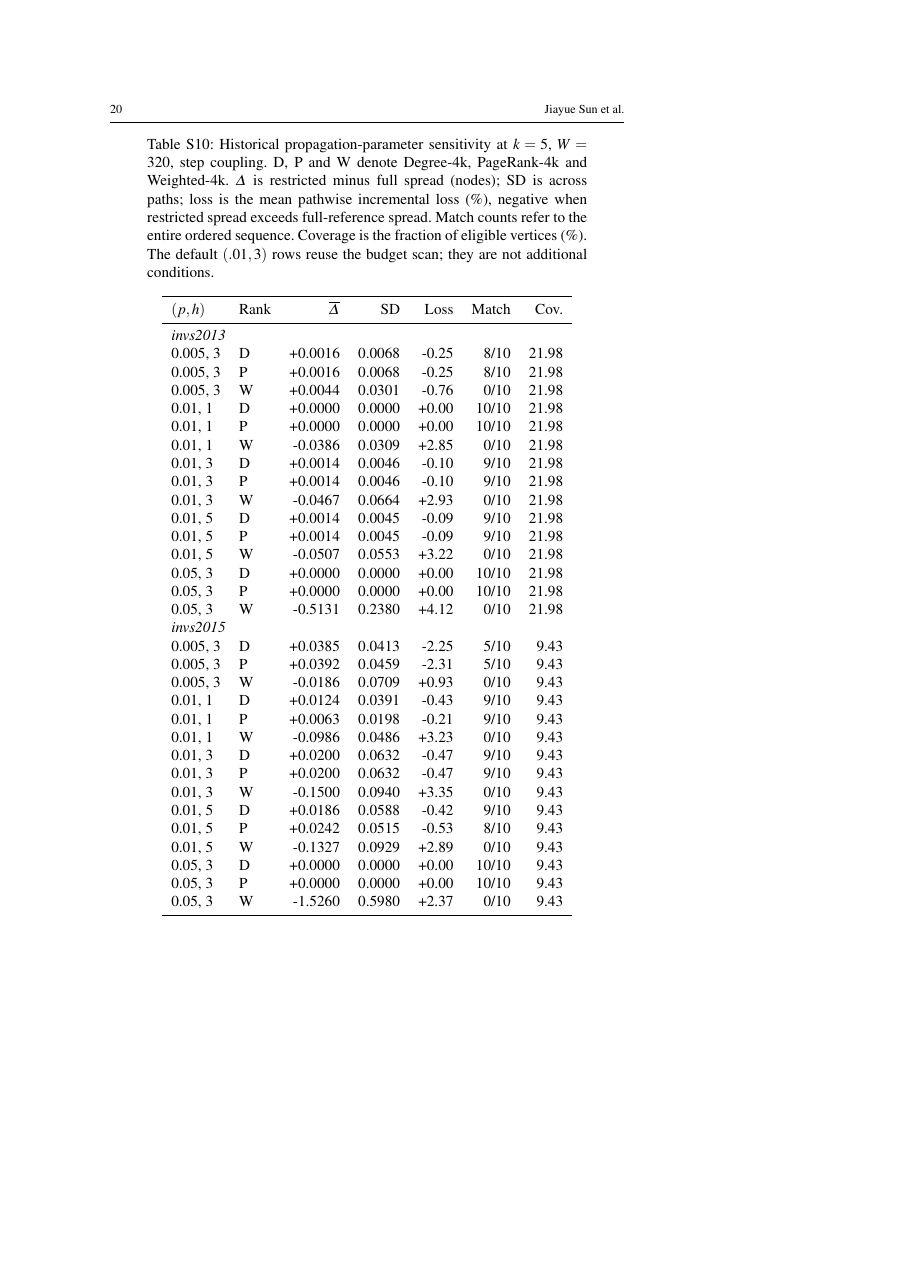 20 Jiayue Sun et al.
Table S10: Historical propagation-parameter sensitivity at k = 5, W =
320, step coupling. D, P and W denote Degree-4k, PageRank-4k and
Weighted-4k. Δ is restricted minus full spread (nodes); SD is across
paths; loss is the mean pathwise incremental loss (%), negative when
restricted spread exceeds full-reference spread. Match counts refer to the
entire ordered sequence. Coverage is the fraction of eligible vertices (%).
The default (.01,3) rows reuse the budget scan; they are not additional
conditions.
(p,h) Rank Δ̅ SD Loss Match Cov.
invs2013
0.005, 3 D +0.0016 0.0068 -0.25 8/10 21.98
0.005, 3 P +0.0016 0.0068 -0.25 8/10 21.98
0.005, 3 W +0.0044 0.0301 -0.76 0/10 21.98
0.01, 1 D +0.0000 0.0000 +0.00 10/10 21.98
0.01, 1 P +0.0000 0.0000 +0.00 10/10 21.98
0.01, 1 W -0.0386 0.0309 +2.85 0/10 21.98
0.01, 3 D +0.0014 0.0046 -0.10 9/10 21.98
0.01, 3 P +0.0014 0.0046 -0.10 9/10 21.98
0.01, 3 W -0.0467 0.0664 +2.93 0/10 21.98
0.01, 5 D +0.0014 0.0045 -0.09 9/10 21.98
0.01, 5 P +0.0014 0.0045 -0.09 9/10 21.98
0.01, 5 W -0.0507 0.0553 +3.22 0/10 21.98
0.05, 3 D +0.0000 0.0000 +0.00 10/10 21.98
0.05, 3 P +0.0000 0.0000 +0.00 10/10 21.98
0.05, 3 W -0.5131 0.2380 +4.12 0/10 21.98
invs2015
0.005, 3 D +0.0385 0.0413 -2.25 5/10 9.43
0.005, 3 P +0.0392 0.0459 -2.31 5/10 9.43
0.005, 3 W -0.0186 0.0709 +0.93 0/10 9.43
0.01, 1 D +0.0124 0.0391 -0.43 9/10 9.43
0.01, 1 P +0.0063 0.0198 -0.21 9/10 9.43
0.01, 1 W -0.0986 0.0486 +3.23 0/10 9.43
0.01, 3 D +0.0200 0.0632 -0.47 9/10 9.43
0.01, 3 P +0.0200 0.0632 -0.47 9/10 9.43
0.01, 3 W -0.1500 0.0940 +3.35 0/10 9.43
0.01, 5 D +0.0186 0.0588 -0.42 9/10 9.43
0.01, 5 P +0.0242 0.0515 -0.53 8/10 9.43
0.01, 5 W -0.1327 0.0929 +2.89 0/10 9.43
0.05, 3 D +0.0000 0.0000 +0.00 10/10 9.43
0.05, 3 P +0.0000 0.0000 +0.00 10/10 9.43
0.05, 3 W -1.5260 0.5980 +2.37 0/10 9.43